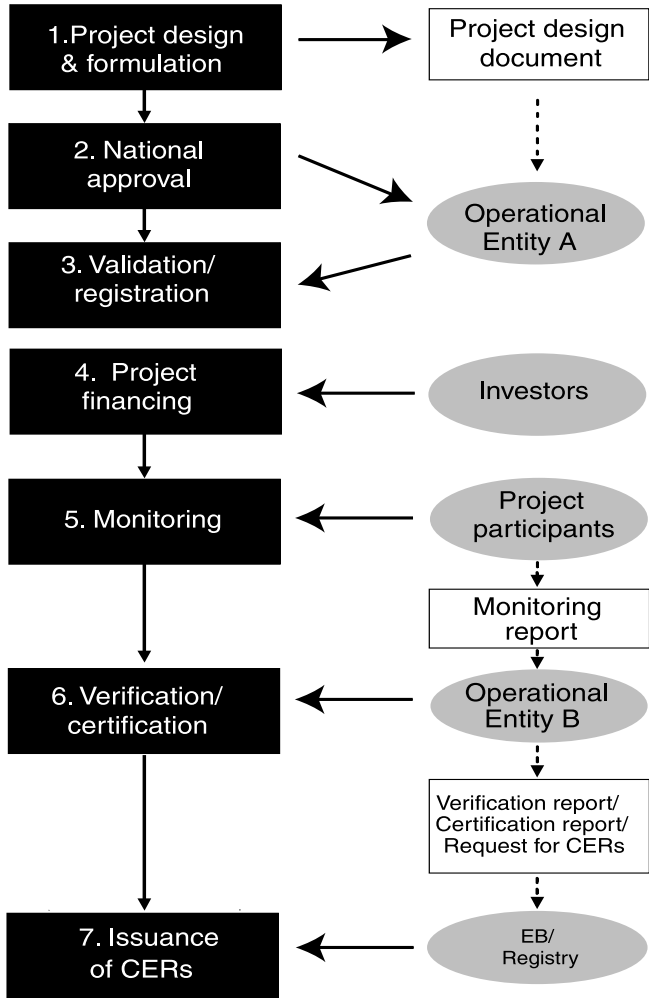 1.Project design
& formulation
Project design
document
2. National
approval
Operational
Entity A
3. Validation/
registration
4. Project
financing
Investors
5. Monitoring
Project
participants
Monitoring
report
6. Verification/
certification
Operational
Entity B
Verification report/
Certification report/
Request for CERs
7. Issuance
of CERs
EB/
Registry